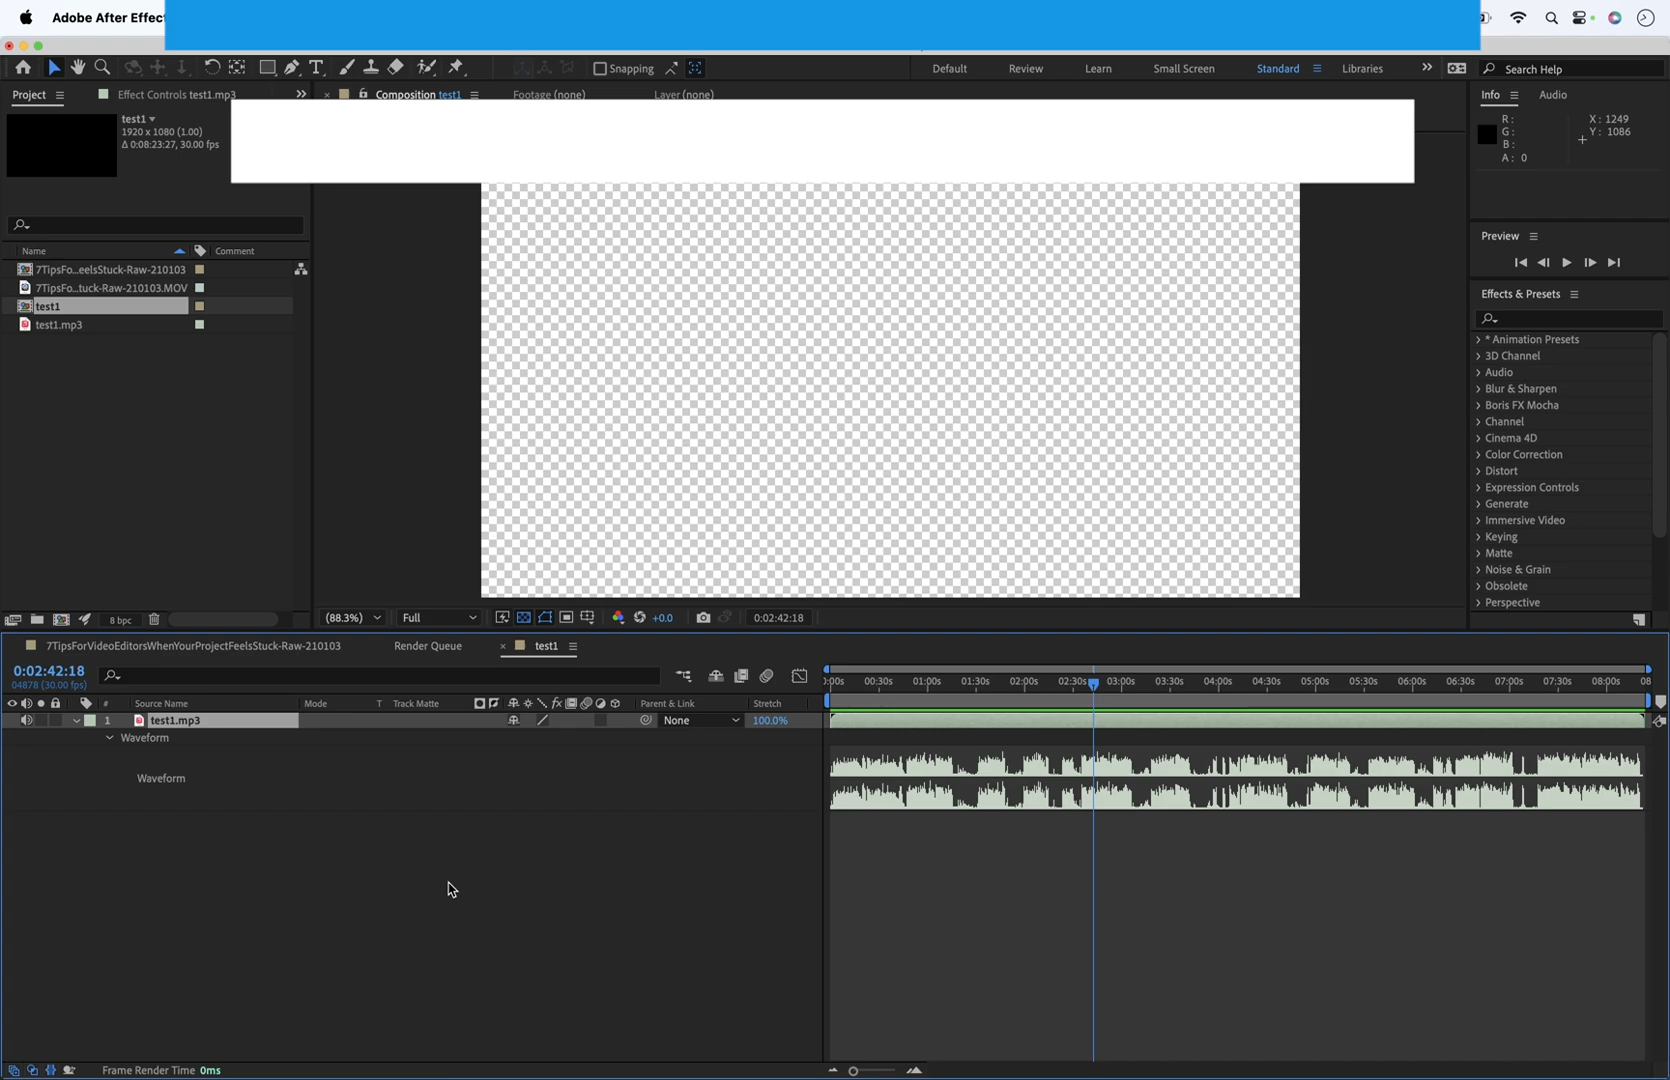 Adobe After Effect
Snapping
Default
Review
Learn
Small Screen
Standard
Libraries
Search Help
Project
Effect Controls test1.mp3
Composition test1
Footage (none)
Layer (none)
Info
Audio
test1
1920 x 1080 (1.00)
Δ 0:08:23:27, 30.00 fps
R:
G:
B:
A: 0
X: 1249
Y: 1086
Name
Comment
7TipsFo...eelsStuck-Raw-210103
7TipsFo...tuck-Raw-210103.MOV
test1
test1.mp3
Preview
Effects & Presets
* Animation Presets
3D Channel
Audio
Blur & Sharpen
Boris FX Mocha
Channel
Cinema 4D
Color Correction
Distort
Expression Controls
Generate
Immersive Video
Keying
Matte
Noise & Grain
Obsolete
Perspective
8 bpc
(88.3%)
Full
+0.0
0:02:42:18
7TipsForVideoEditorsWhenYourProjectFeelsStuck-Raw-210103
Render Queue
test1
0:02:42:18
04878 (30.00 fps)
):00s 00:30s 01:00s 01:30s 02:00s 02:30s 03:00s 03:30s 04:00s 04:30s 05:00s 05:30s 06:00s 06:30s 07:00s 07:30s 08:00s 08
# Source Name Mode T Track Matte fx Parent & Link Stretch
1 test1.mp3 None 100.0%
Waveform
Waveform
Frame Render Time 0ms